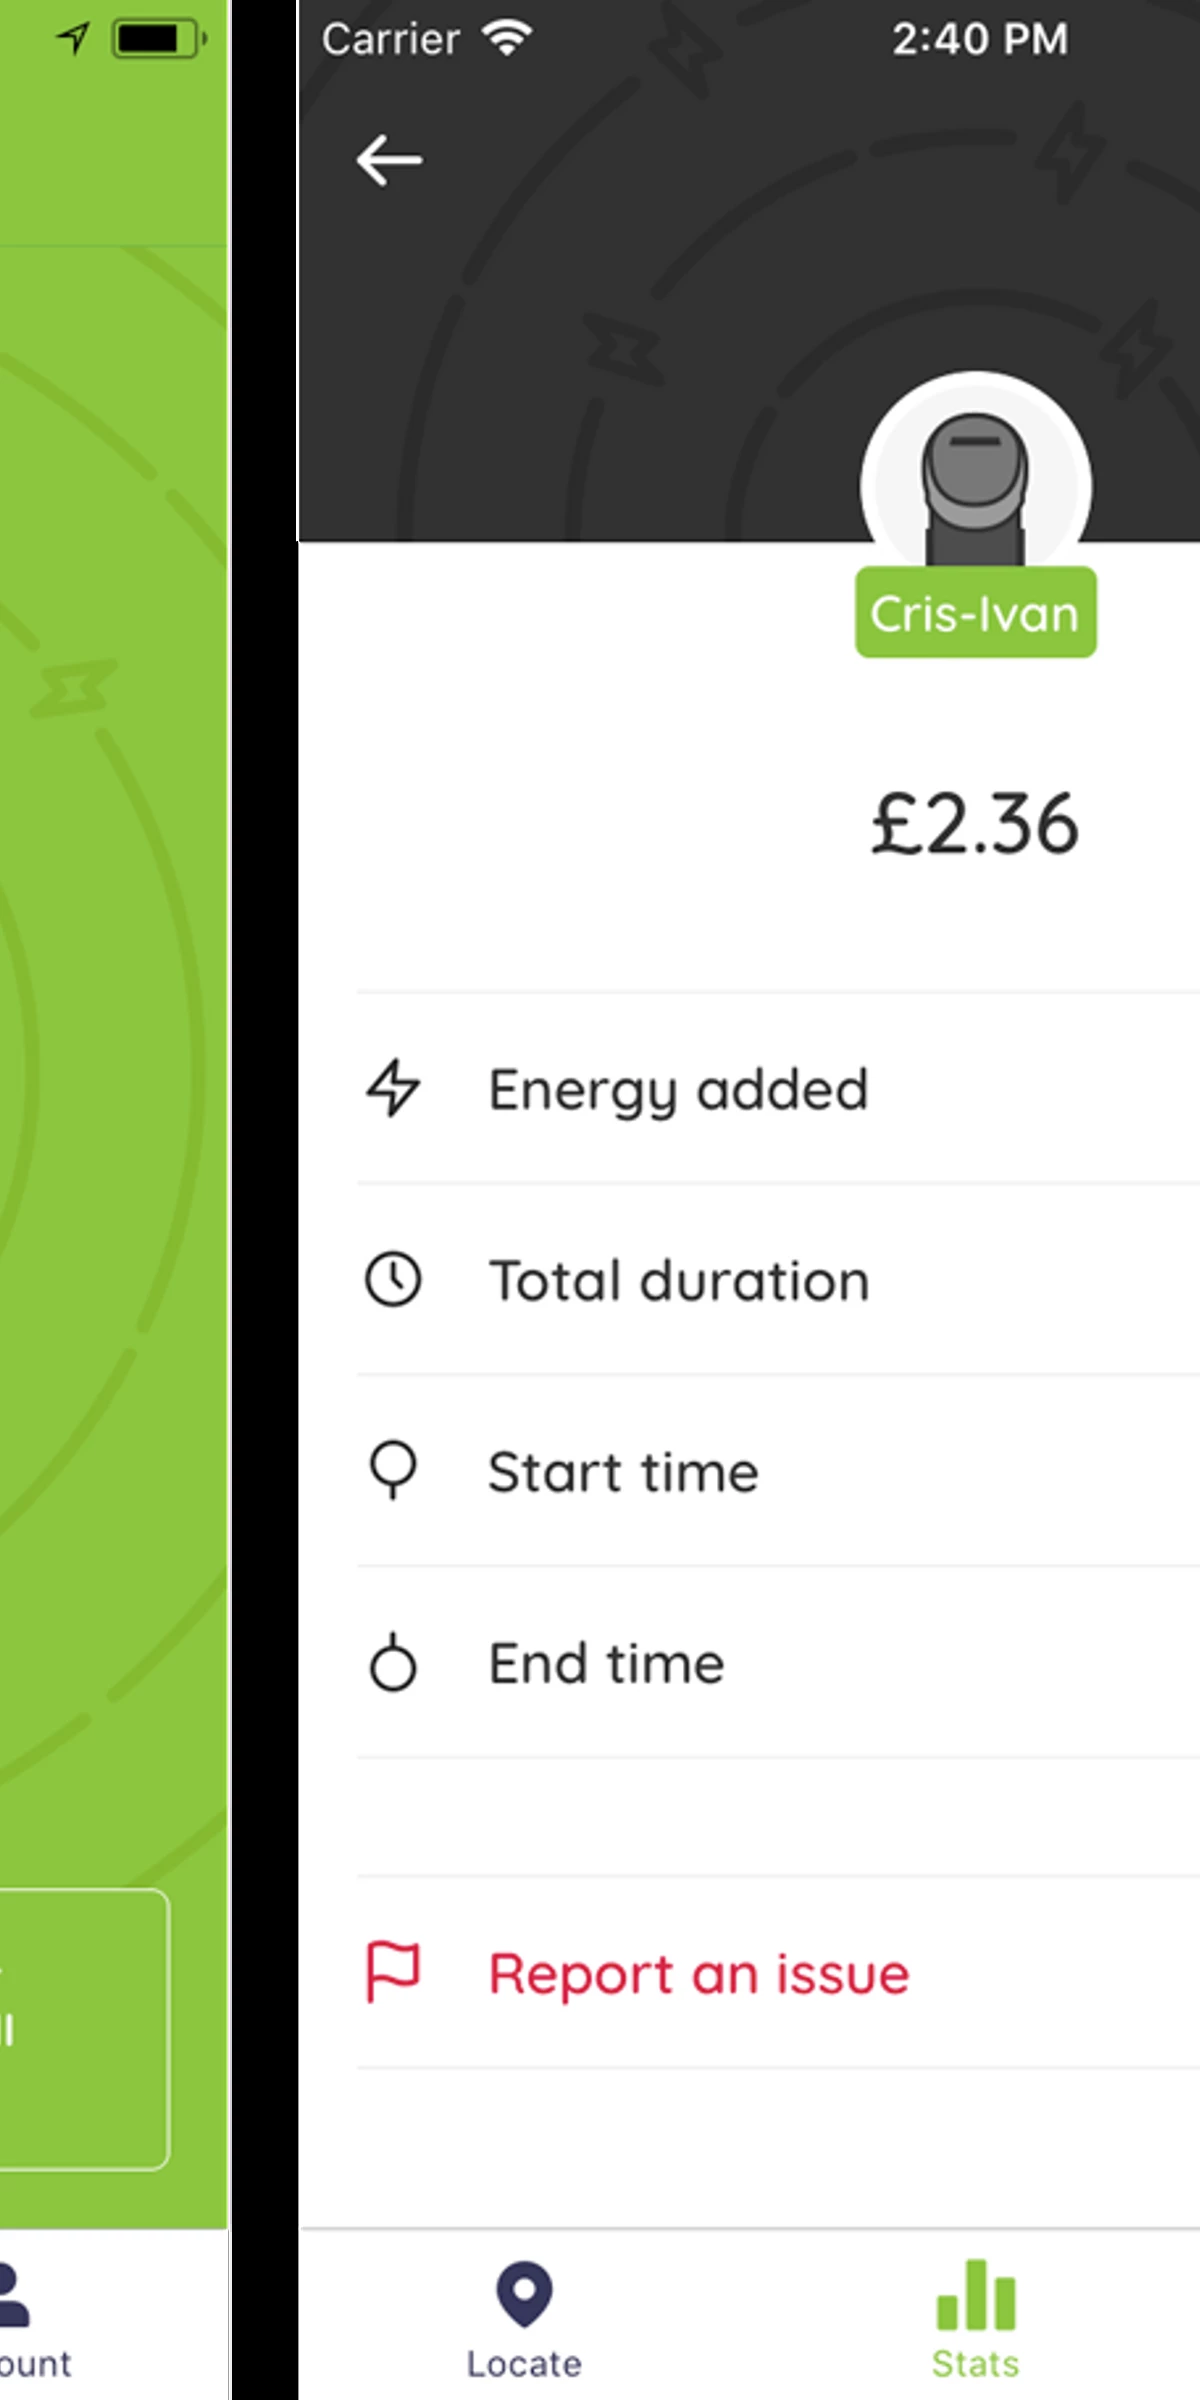 Carrier 2:40 PM
Cris-Ivan
£2.36
Energy added
Total duration
Start time
End time
Report an issue
Locate
Stats